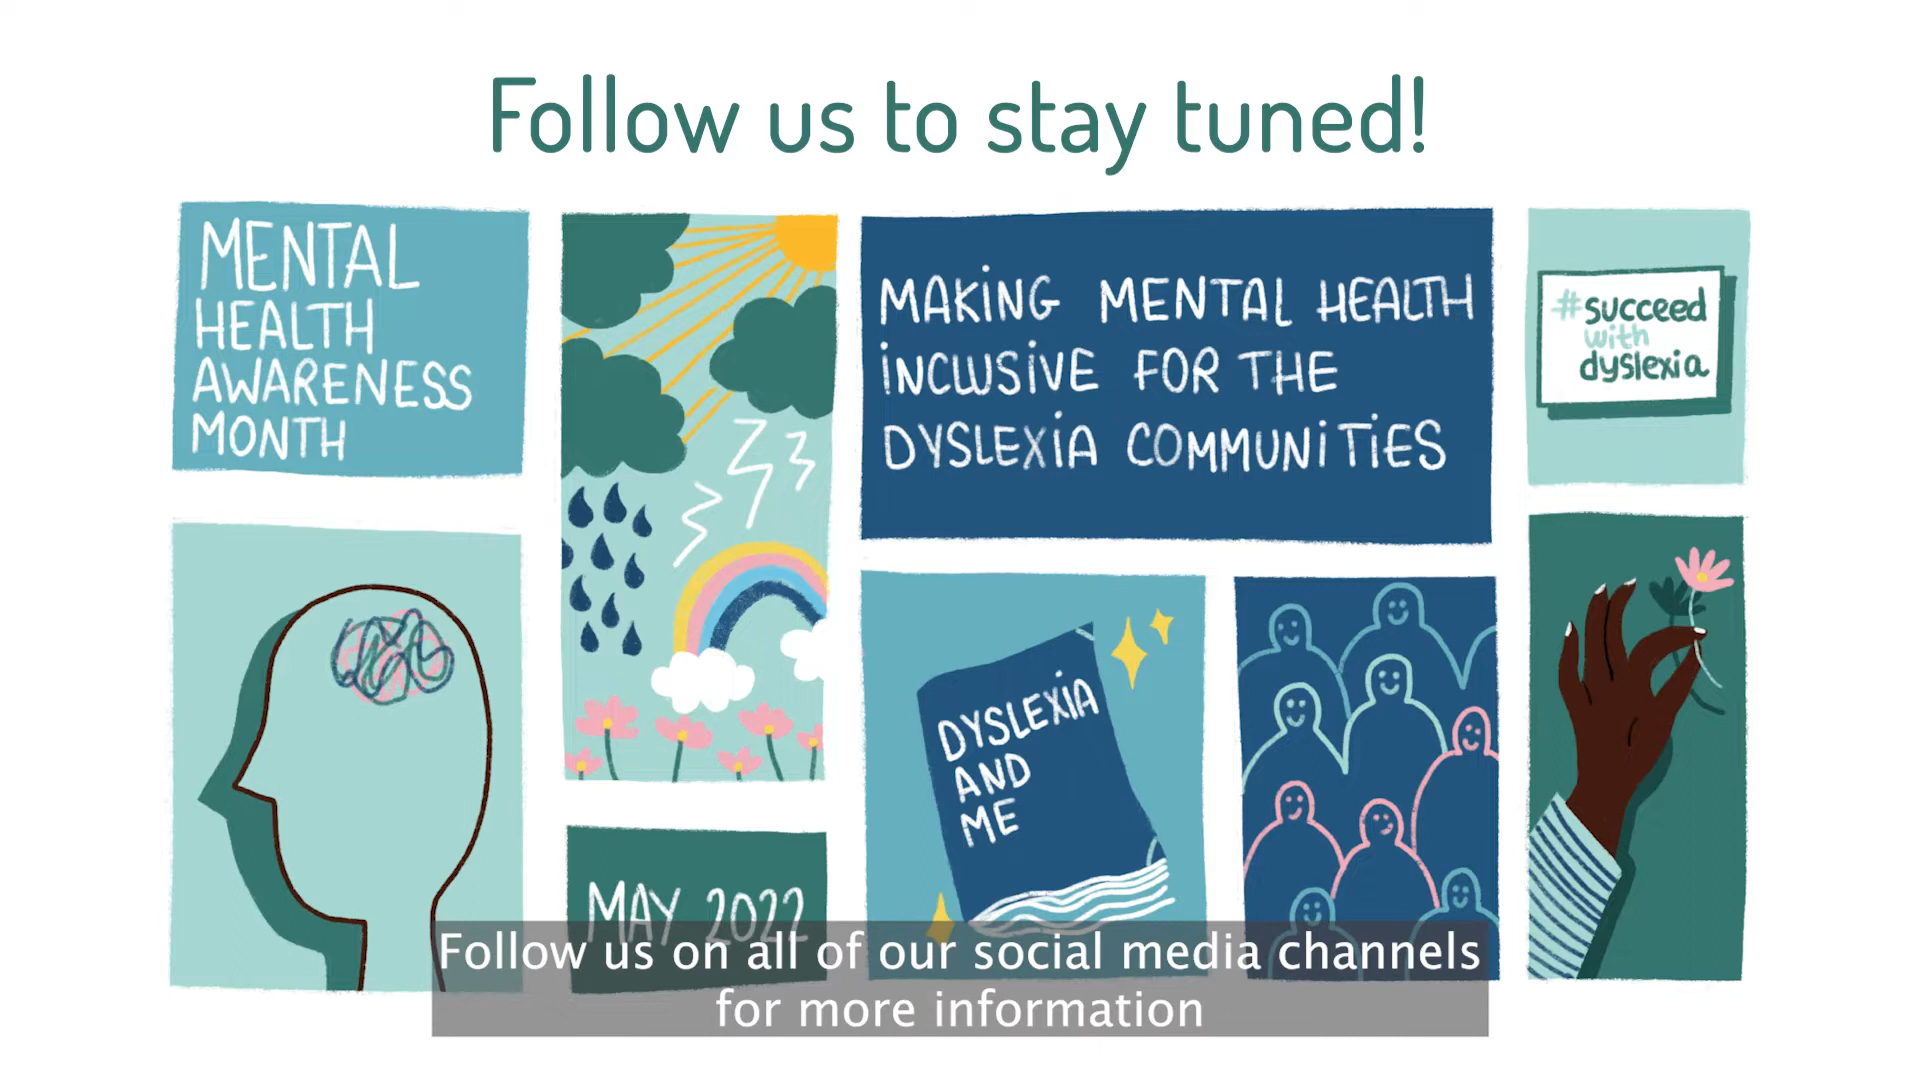 Follow us to stay tuned!
MENTAL
HEALTH
AWARENESS
MONTH
MAKING MENTAL HEALTH
INCLUSIVE FOR THE
DYSLEXIA COMMUNITIES
#succeed
with
dyslexia
DYSLEXIA
AND
ME
MAY 2022
Follow us on all of our social media channels
for more information